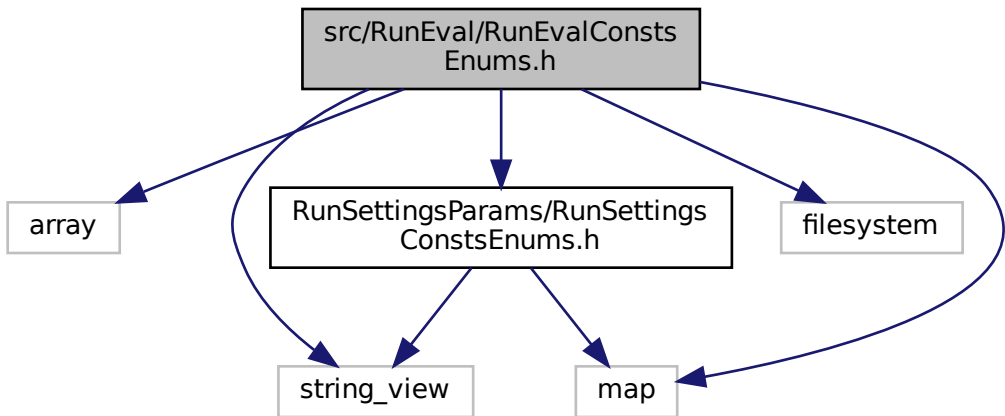 src/RunEval/RunEvalConsts
Enums.h
array
RunSettingsParams/RunSettings
ConstsEnums.h
filesystem
string_view
map